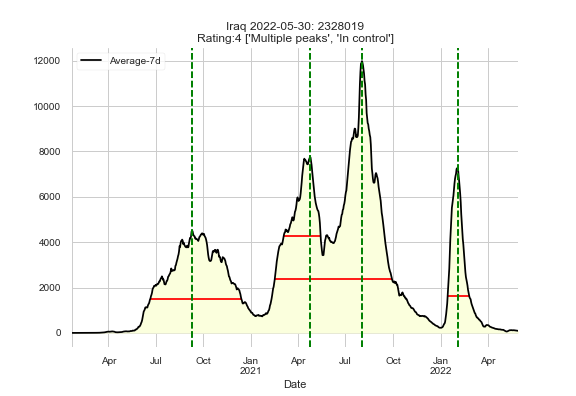 Iraq 2022-05-30: 2328019
Rating:4 ['Multiple peaks', 'In control']
Average-7d
12000
10000
8000
6000
4000
2000
0
Apr Jul Oct Jan Apr Jul Oct Jan Apr
2021 2022
Date